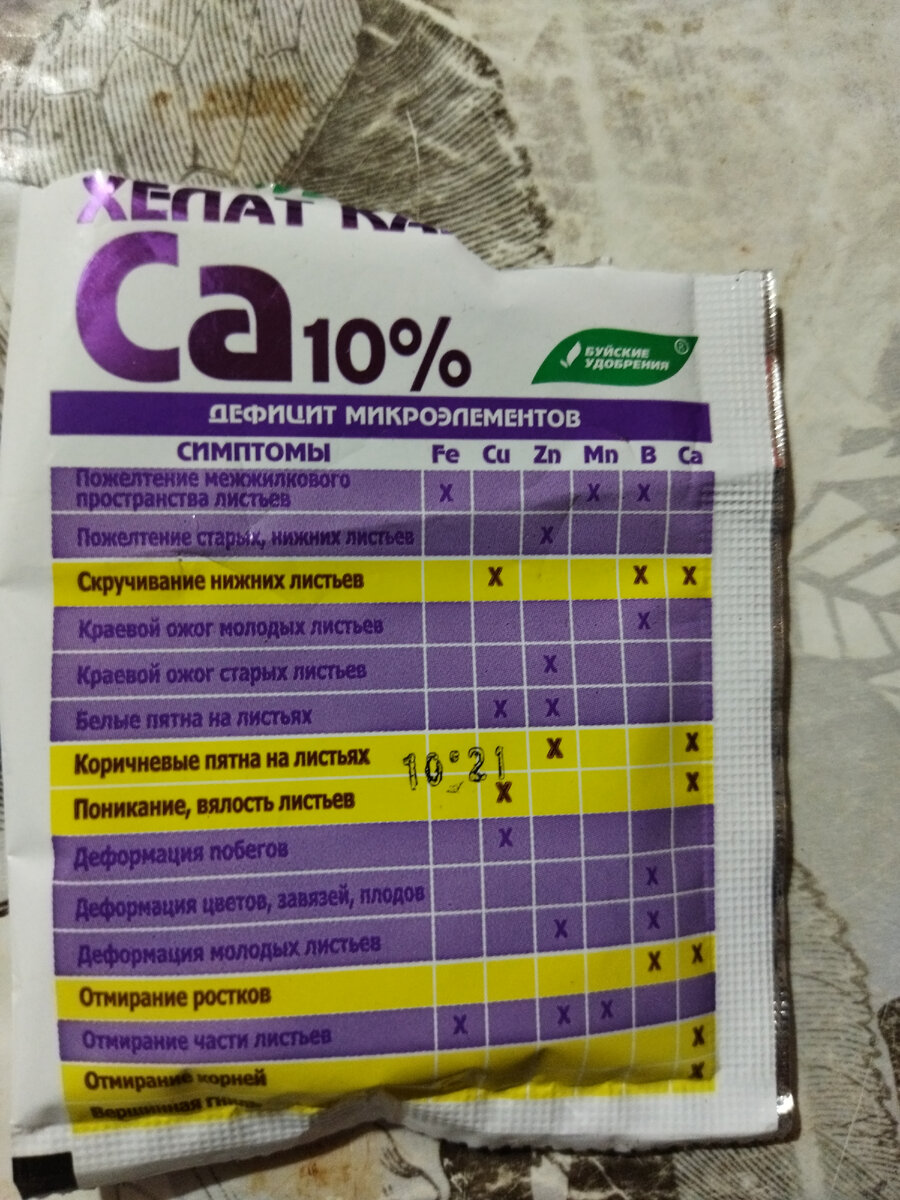 ХЕЛАТ
Ca 10%
БУЙСКИЕ
УДОБРЕНИЯ ®
ДЕФИЦИТ МИКРОЭЛЕМЕНТОВ
СИМПТОМЫ Fe Cu Zn Mn B Ca
Пожелтение межжилкового
пространства листьев X X X
Пожелтение старых, нижних листьев X
Скручивание нижних листьев X X X
Краевой ожог молодых листьев X
Краевой ожог старых листьев X
Белые пятна на листьях X X
Коричневые пятна на листьях X X
10 21
Поникание, вялость листьев X X
Деформация побегов X
Деформация цветов, завязей, плодов X
Деформация молодых листьев X X
Отмирание ростков X X
Отмирание части листьев X X X
Отмирание корней X
Вершинная X